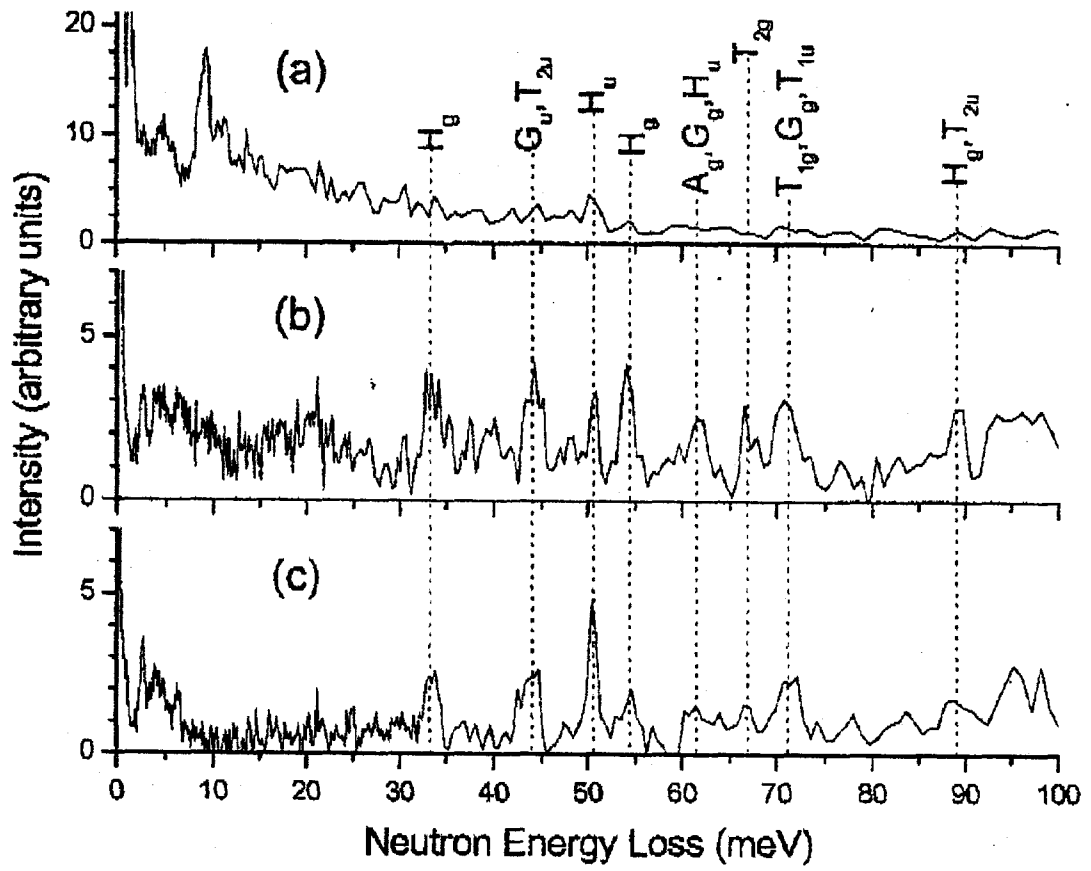 20
10
0
(a)
H_g
G_u,T_2u
H_u
H_g
A_g,G_g,H_u
T_2g
T_1g,G_g,T_1u
H_g,T_2u
5
0
(b)
5
0
(c)
Intensity (arbitrary units)
0 10 20 30 40 50 60 70 80 90 100
Neutron Energy Loss (meV)